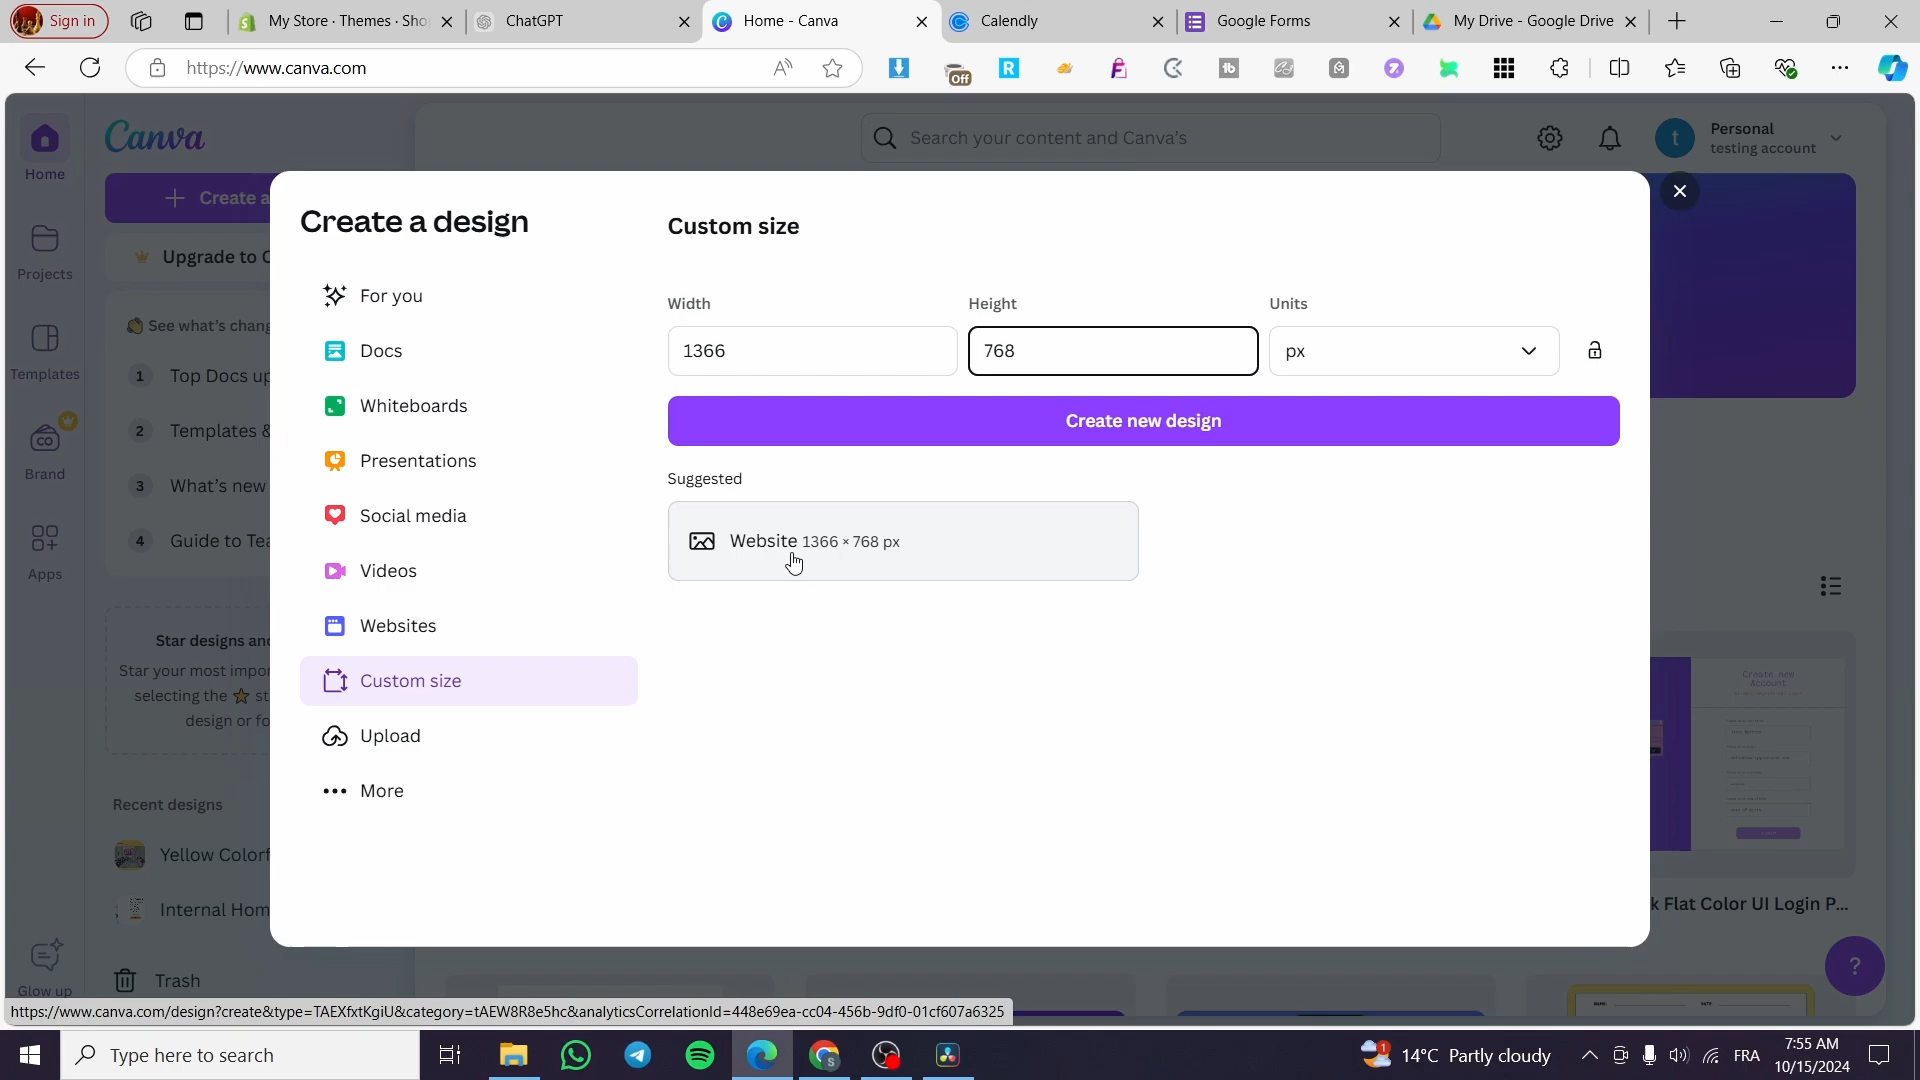 Sign in
My Store · Themes · Sho
ChatGPT
Home - Canva
Calendly
Google Forms
My Drive - Google Drive
https://www.canva.com
Off
Canva
Search your content and Canva's
Personal
testing account
Home
Projects
Templates
Brand
Apps
Glow up
Create a
Upgrade to C
See what's chang
1 Top Docs up
2 Templates &
3 What's new
4 Guide to Tea
Star designs and
Star your most impor
selecting the st
design or fo
Recent designs
Yellow Colorf
Internal Hom
Trash
Create a design
For you
Docs
Whiteboards
Presentations
Social media
Videos
Websites
Custom size
Upload
More
Custom size
Width
Height
Units
1366
768
px
Create new design
Suggested
Website 1366 × 768 px
Create new
Account
k Flat Color UI Login P...
?
https://www.canva.com/design?create&type=TAEXfxtKgiU&category=tAEW8R8e5hc&analyticsCorrelationId=448e69ea-cc04-456b-9df0-01cf607a6325
Type here to search
14°C Partly cloudy
FRA
7:55 AM
10/15/2024